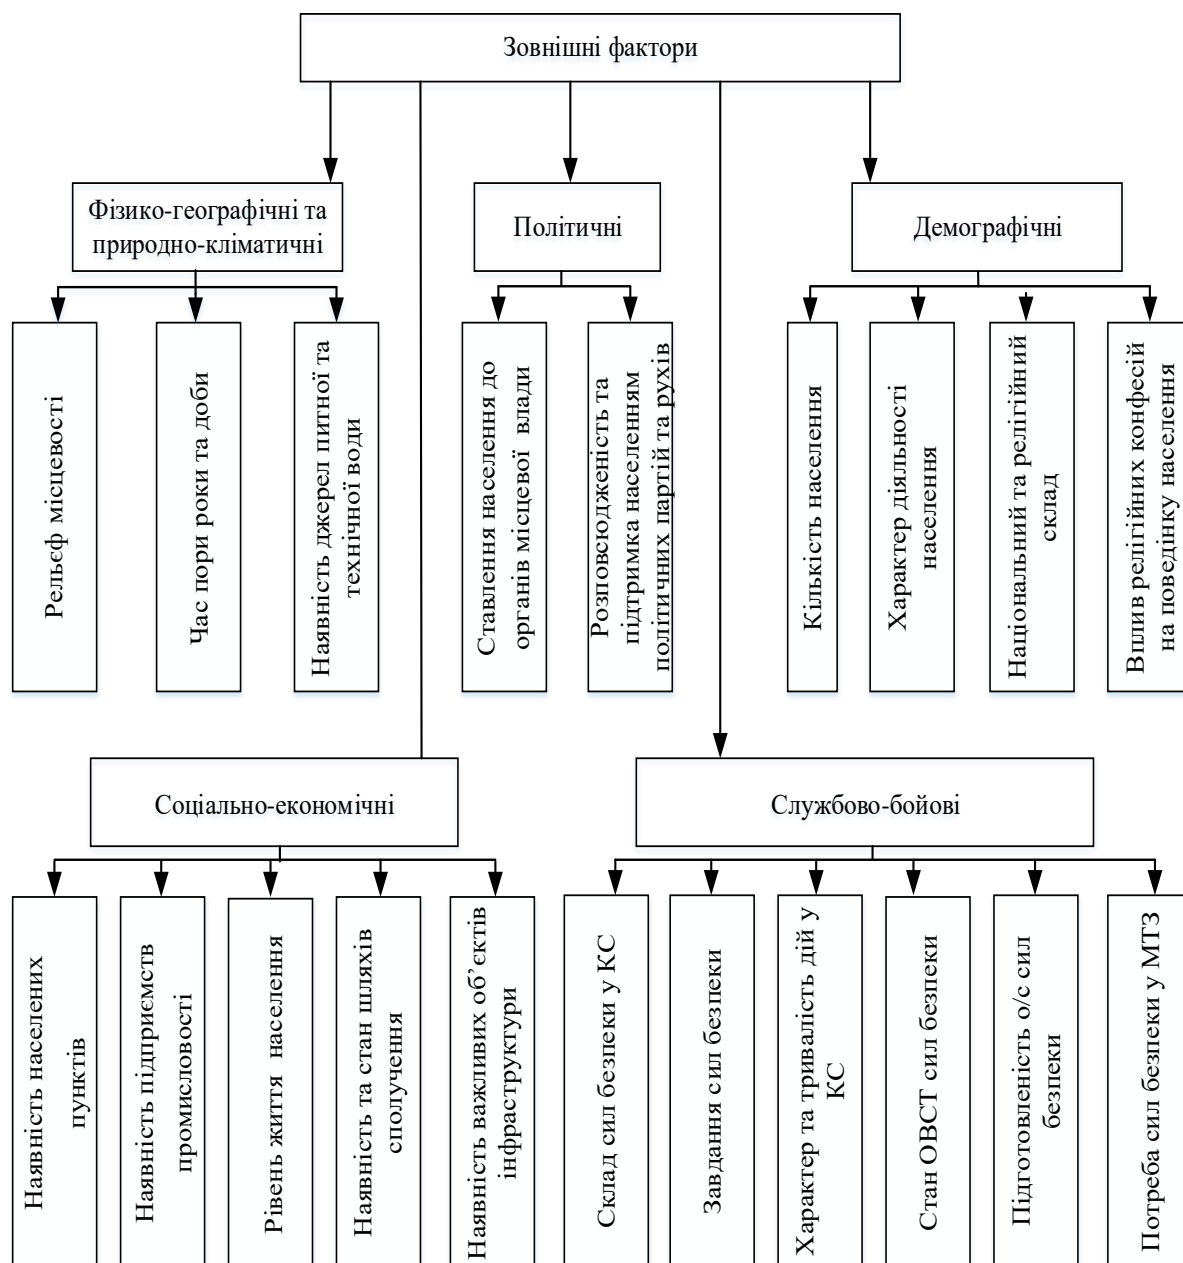 Зовнішні фактори
Фізико-географічні та
природно-кліматичні
Політичні
Демографічні
Рельєф місцевості
Час пори роки та доби
Наявність джерел питної та
технічної води
Ставлення населення до
органів місцевої влади
Розповсюдженість та
підтримка населенням
політичних партій та рухів
Кількість населення
Характер діяльності
населення
Національний та релігійний
склад
Вплив релігійних конфесій
на поведінку населення
Соціально-економічні
Службово-бойові
Наявність населених
пунктів
Наявність підприємств
промисловості
Рівень життя населення
Наявність та стан шляхів
сполучення
Наявність важливих об’єктів
інфраструктури
Склад сил безпеки у КС
Завдання сил безпеки
Характер та тривалість дій у
КС
Стан ОВСТ сил безпеки
Підготовленість о/с сил
безпеки
Потреба сил безпеки у МТЗ